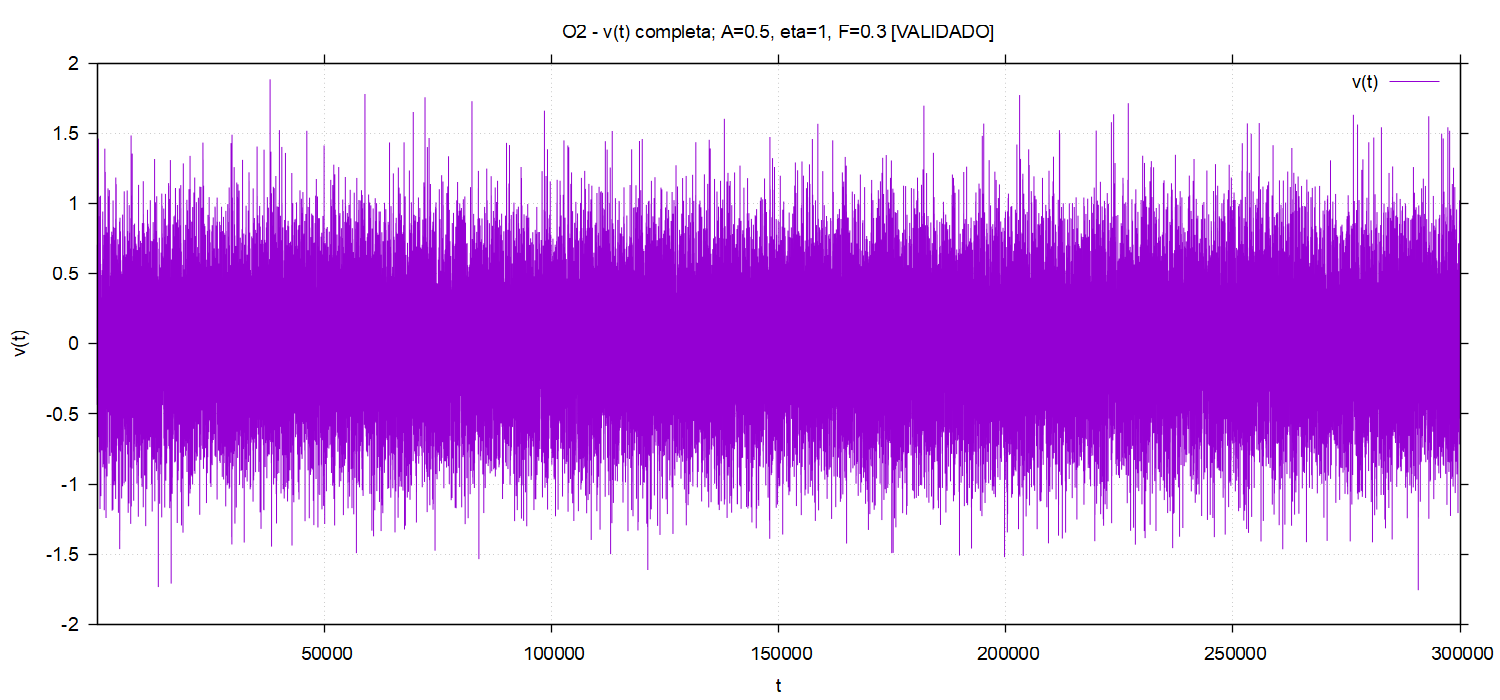 O2 - v(t) completa; A=0.5, eta=1, F=0.3 [VALIDADO]
v(t)
2
1.5
1
0.5
0
-0.5
-1
-1.5
-2
v(t)
50000 100000 150000 200000 250000 300000
t